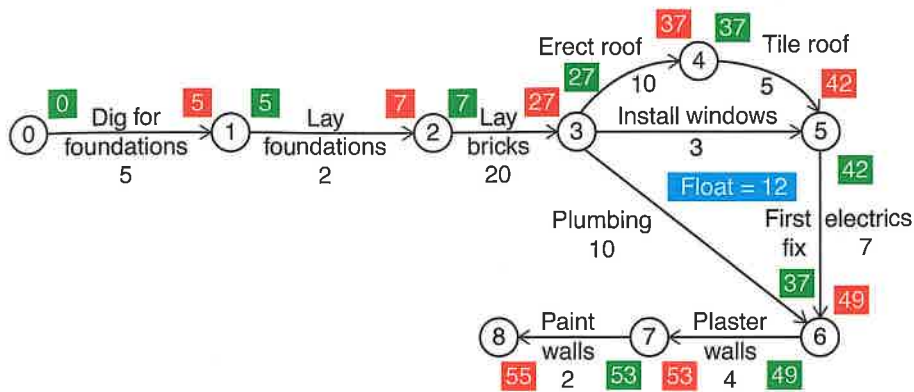 37
37
Erect roof
4
Tile roof
0
5
5
7
7
27
27
10
5
42
0
Dig for
foundations
5
1
Lay
foundations
2
2
Lay
bricks
20
3
Install windows
3
5
Float = 12
42
Plumbing
10
First
fix
electrics
7
37
49
8
Paint
walls
2
7
Plaster
walls
4
6
55
53
53
49